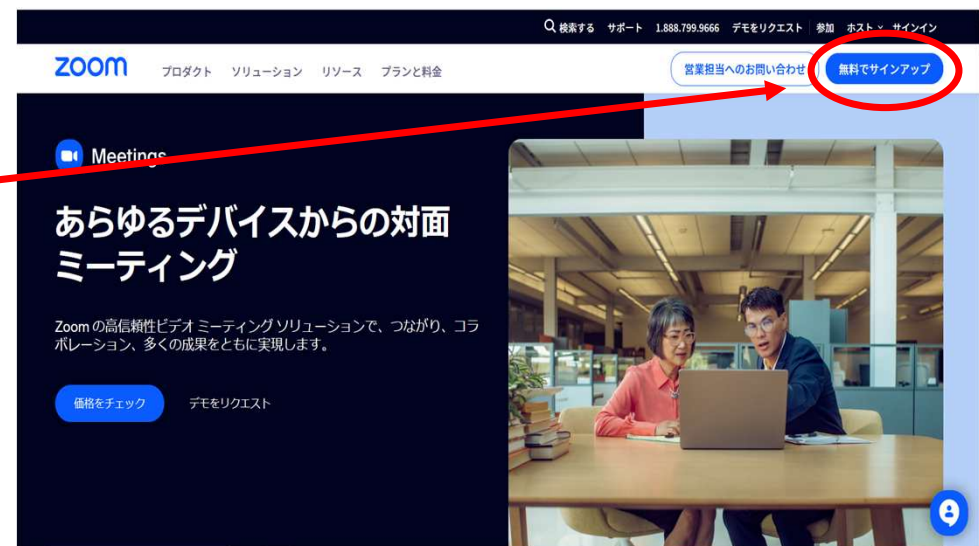 検索する サポート 1.888.799.9666 デモをリクエスト 参加 ホスト サインイン
zoom プロダクト ソリューション リソース プランと料金 営業担当へのお問い合わせ 無料でサインアップ
Meetings
あらゆるデバイスからの対面
ミーティング
Zoom の高信頼性ビデオ ミーティング ソリューションで、つながり、コラ
ボレーション、多くの成果をともに実現します。
価格をチェック デモをリクエスト